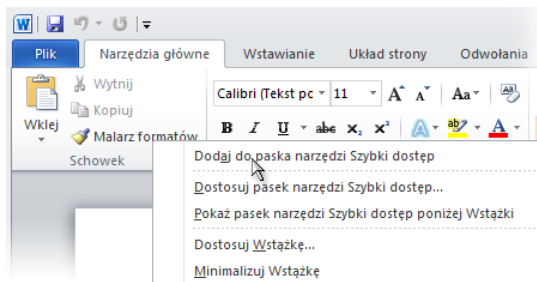 W
Plik Narzędzia główne Wstawianie Układ strony Odwołania
Wklej
Wytnij
Kopiuj
Malarz formatów
Schowek
Calibri (Tekst pc 11 A A Aa
B I U abc x₂ x² A ab A
Dodaj do paska narzędzi Szybki dostęp
Dostosuj pasek narzędzi Szybki dostęp...
Pokaż pasek narzędzi Szybki dostęp poniżej Wstążki
Dostosuj Wstążkę...
Minimalizuj Wstążkę